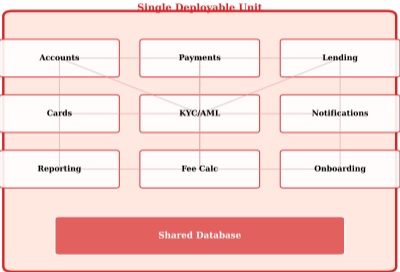 Single Deployable Unit
Accounts
Payments
Lending
Cards
KYC/AML
Notifications
Reporting
Fee Calc
Onboarding
Shared Database